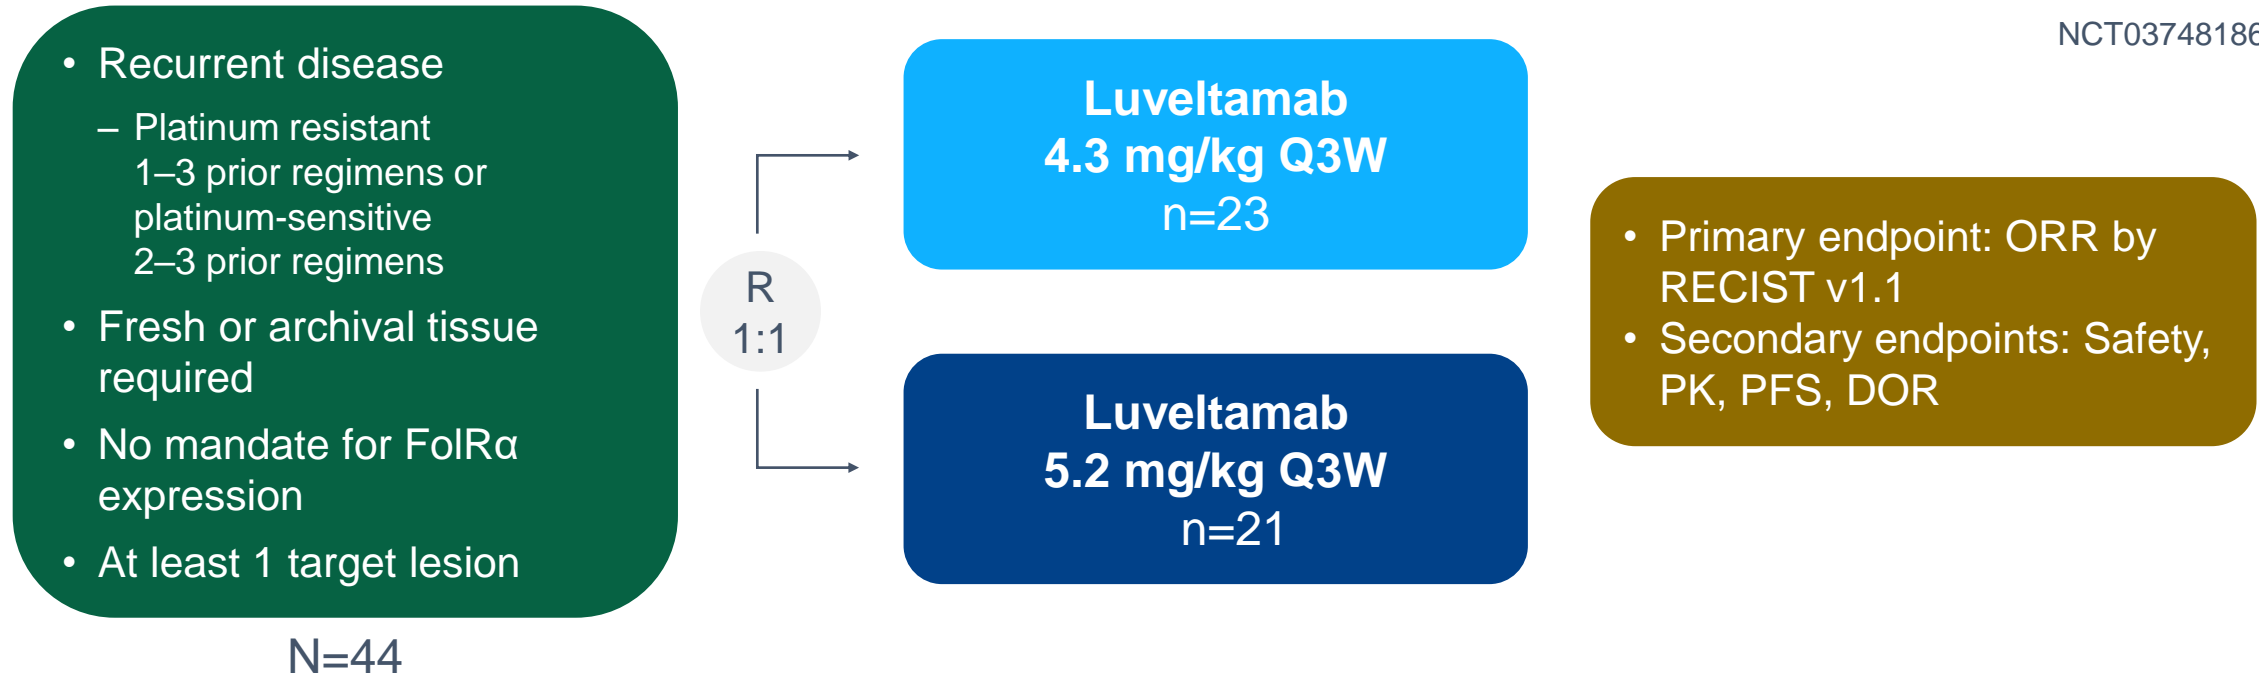 • Recurrent disease
– Platinum resistant
1–3 prior regimens or
platinum-sensitive
2–3 prior regimens
• Fresh or archival tissue
required
• No mandate for FolRα
expression
• At least 1 target lesion
N=44
R
1:1
Luveltamab
4.3 mg/kg Q3W
n=23
Luveltamab
5.2 mg/kg Q3W
n=21
NCT03748186
• Primary endpoint: ORR by
RECIST v1.1
• Secondary endpoints: Safety,
PK, PFS, DOR